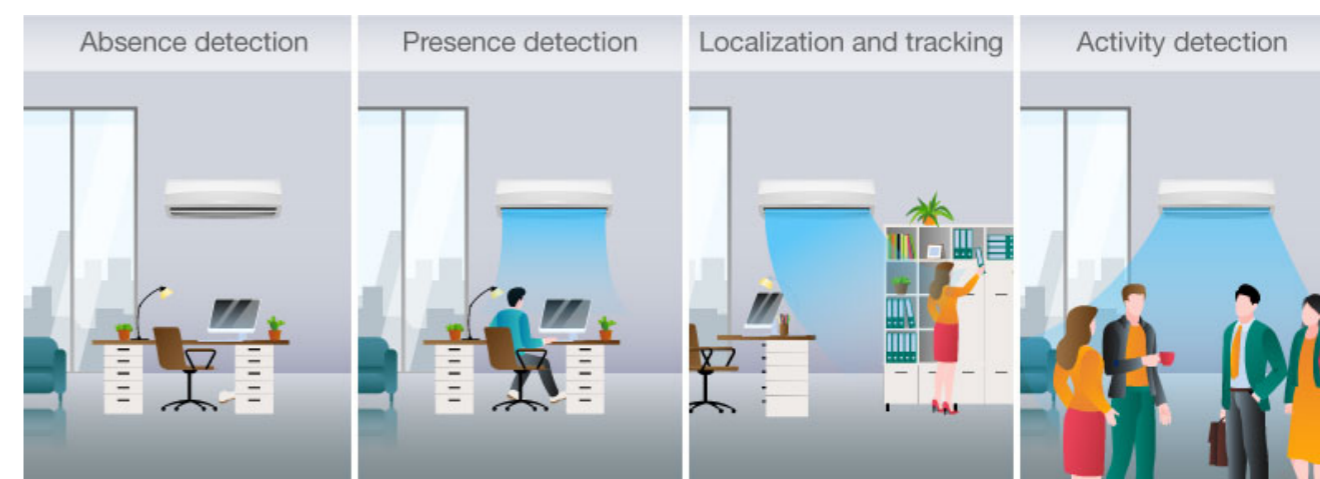 Absence detection
Presence detection
Localization and tracking
Activity detection